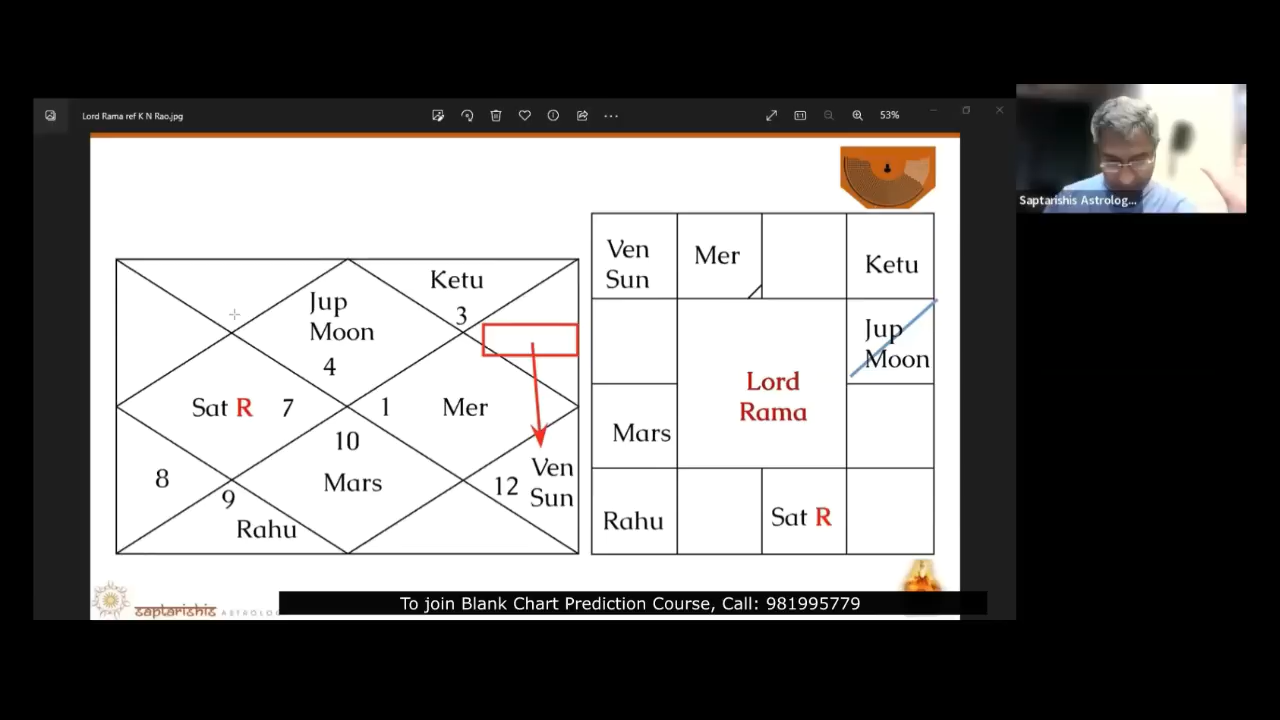 Lord Rama ref K N Rao.jpg
53%
Saptarishis Astrolog...
Ketu
3
Jup
Moon
4
Sat R 7
1 Mer
10
Mars
8
9
Rahu
12
Ven
Sun
Ven
Sun
Mer
Ketu
Jup
Moon
Lord
Rama
Mars
Rahu
Sat R
saptarishis ASTROLOG
To join Blank Chart Prediction Course, Call: 981995779